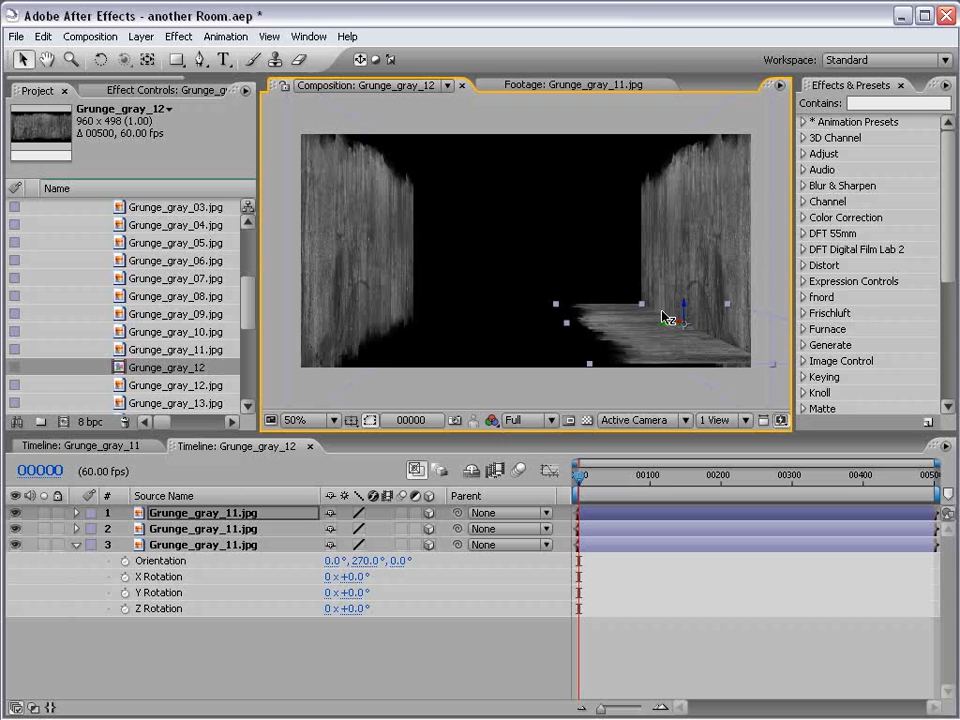 Adobe After Effects - another Room.aep *
File Edit Composition Layer Effect Animation View Window Help
Workspace: Standard
Project × Effect Controls: Grunge_g
Composition: Grunge_gray_12
Footage: Grunge_gray_11.jpg
Effects & Presets ×
Grunge_gray_12
960 x 498 (1.00)
Δ 00500, 60.00 fps
Contains:
* Animation Presets
3D Channel
Adjust
Audio
Blur & Sharpen
Channel
Color Correction
DFT 55mm
DFT Digital Film Lab 2
Distort
Expression Controls
fnord
Frischluft
Furnace
Generate
Image Control
Keying
Knoll
Matte
Name
Grunge_gray_03.jpg
Grunge_gray_04.jpg
Grunge_gray_05.jpg
Grunge_gray_06.jpg
Grunge_gray_07.jpg
Grunge_gray_08.jpg
Grunge_gray_09.jpg
Grunge_gray_10.jpg
Grunge_gray_11.jpg
Grunge_gray_12
Grunge_gray_12.jpg
Grunge_gray_13.jpg
8 bpc
50% 00000 Full Active Camera 1 View
Timeline: Grunge_gray_11 Timeline: Grunge_gray_12 ×
00000 (60.00 fps)
00100 00200 00300 00400
# Source Name Parent
1 Grunge_gray_11.jpg None
2 Grunge_gray_11.jpg None
3 Grunge_gray_11.jpg None
Orientation 0.0°, 270.0°, 0.0°
X Rotation 0 x+0.0°
Y Rotation 0 x+0.0°
Z Rotation 0 x+0.0°